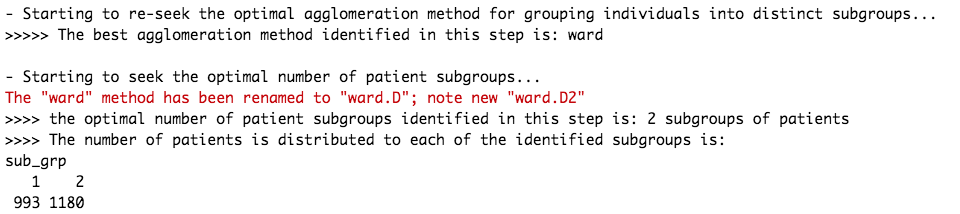 - Starting to re-seek the optimal agglomeration method for grouping individuals into distinct subgroups...
>>>>> The best agglomeration method identified in this step is: ward
- Starting to seek the optimal number of patient subgroups...
The "ward" method has been renamed to "ward.D"; note new "ward.D2"
>>>> the optimal number of patient subgroups identified in this step is: 2 subgroups of patients
>>>> The number of patients is distributed to each of the identified subgroups is:
sub_grp
1 2
993 1180